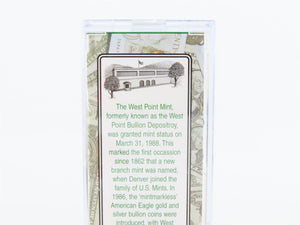 The West Point Mint,
formerly known as the West
Point Bullion Depositroy,
was granted mint status on
March 31, 1988. This
marked the first occassion
since 1862 that a new
branch mint was named,
when Denver joined the
family of U.S. Mints. In
1986, the 'mintmarkless'
American Eagle gold and
silver bullion coins were
introduced, with West